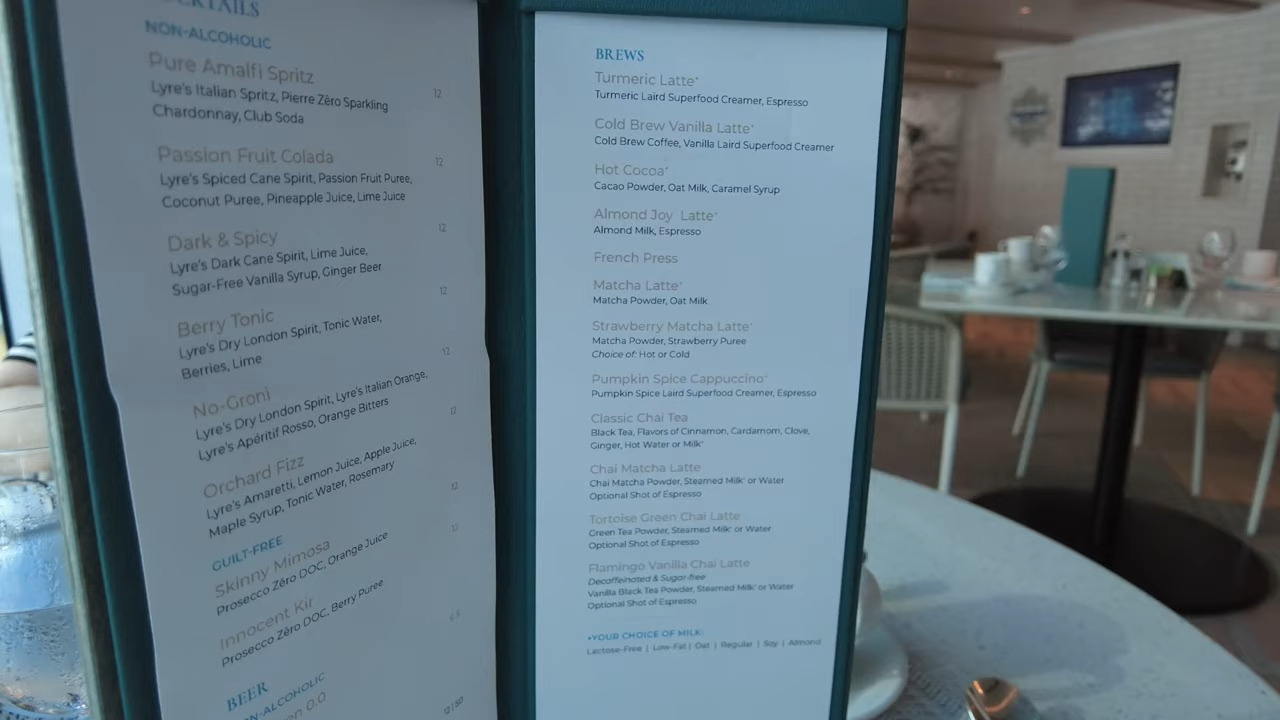 NON-ALCOHOLIC
Pure Amalfi Spritz 12
Lyre's Italian Spritz, Pierre Zēro Sparkling
Chardonnay, Club Soda
Passion Fruit Colada 12
Lyre's Spiced Cane Spirit, Passion Fruit Puree,
Coconut Puree, Pineapple Juice, Lime Juice
Dark & Spicy 12
Lyre's Dark Cane Spirit, Lime Juice,
Sugar-Free Vanilla Syrup, Ginger Beer
Berry Tonic 12
Lyre's Dry London Spirit, Tonic Water,
Berries, Lime
No-Groni 12
Lyre's Dry London Spirit, Lyre's Italian Orange,
Lyre's Apéritif Rosso, Orange Bitters
Orchard Fizz 12
Lyre's Amaretti, Lemon Juice, Apple Juice,
Maple Syrup, Tonic Water, Rosemary
GUILT-FREE
Skinny Mimosa 12
Prosecco Zēro DOC, Orange Juice
Innocent Kir
Prosecco Zēro DOC, Berry Puree
BEER
0.0
BREWS
Turmeric Latte*
Turmeric Laird Superfood Creamer, Espresso
Cold Brew Vanilla Latte*
Cold Brew Coffee, Vanilla Laird Superfood Creamer
Hot Cocoa*
Cacao Powder, Oat Milk, Caramel Syrup
Almond Joy Latte*
Almond Milk, Espresso
French Press
Matcha Latte*
Matcha Powder, Oat Milk
Strawberry Matcha Latte*
Matcha Powder, Strawberry Puree
Choice of: Hot or Cold
Pumpkin Spice Cappuccino*
Pumpkin Spice Laird Superfood Creamer, Espresso
Classic Chai Tea
Black Tea, Flavors of Cinnamon, Cardamom, Clove,
Ginger, Hot Water or Milk*
Chai Matcha Latte
Chai Matcha Powder, Steamed Milk* or Water
Optional Shot of Espresso
Tortoise Green Chai Latte
Green Tea Powder, Steamed Milk* or Water
Optional Shot of Espresso
Flamingo Vanilla Chai Latte
Decaffeinated & Sugar-free
Vanilla Black Tea Powder, Steamed Milk* or Water
Optional Shot of Espresso
*YOUR CHOICE OF MILK:
Lactose-Free | Low-Fat | Oat | Regular | Soy | Almond